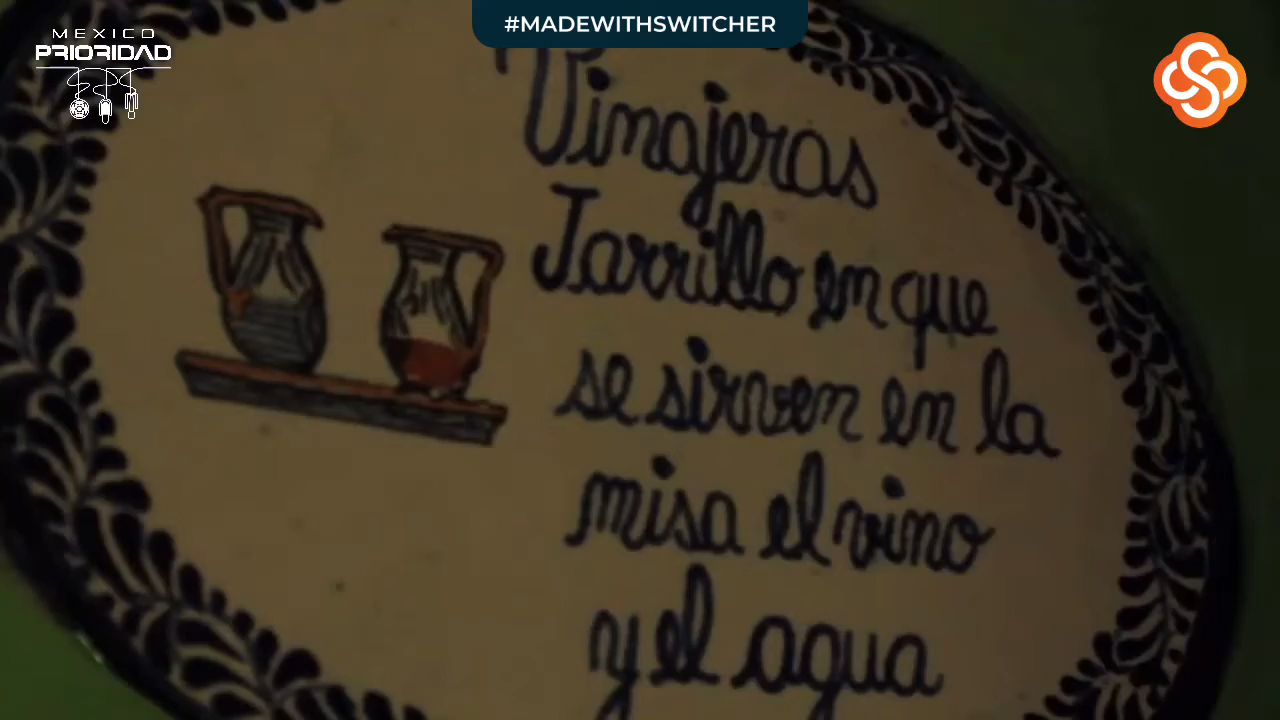 #MADEWITHSWITCHER
MEXICO
PRIORIDAD
Vinajeras
Jarrillo en que
se sirven en la
misa el vino
y el agua